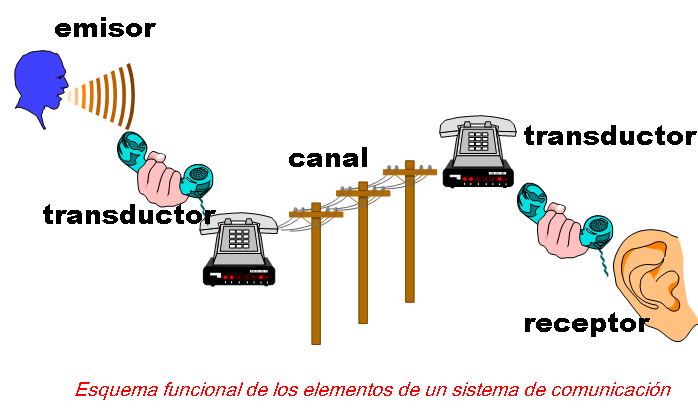 emisor
transductor
canal
transductor
receptor
Esquema funcional de los elementos de un sistema de comunicación